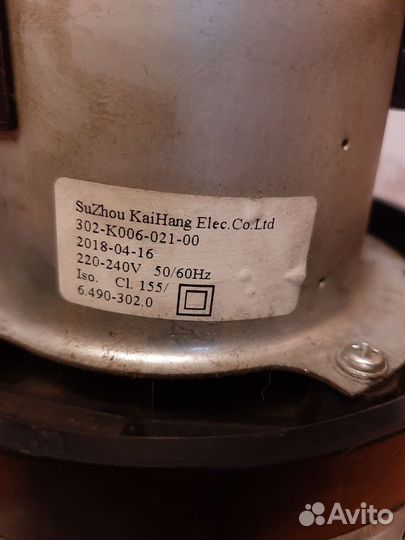 SuZhou KaiHang Elec.Co.Ltd
302-K006-021-00
2018-04-16
220-240V 50/60Hz
Iso. Cl. 155/
6.490-302.0
Avito